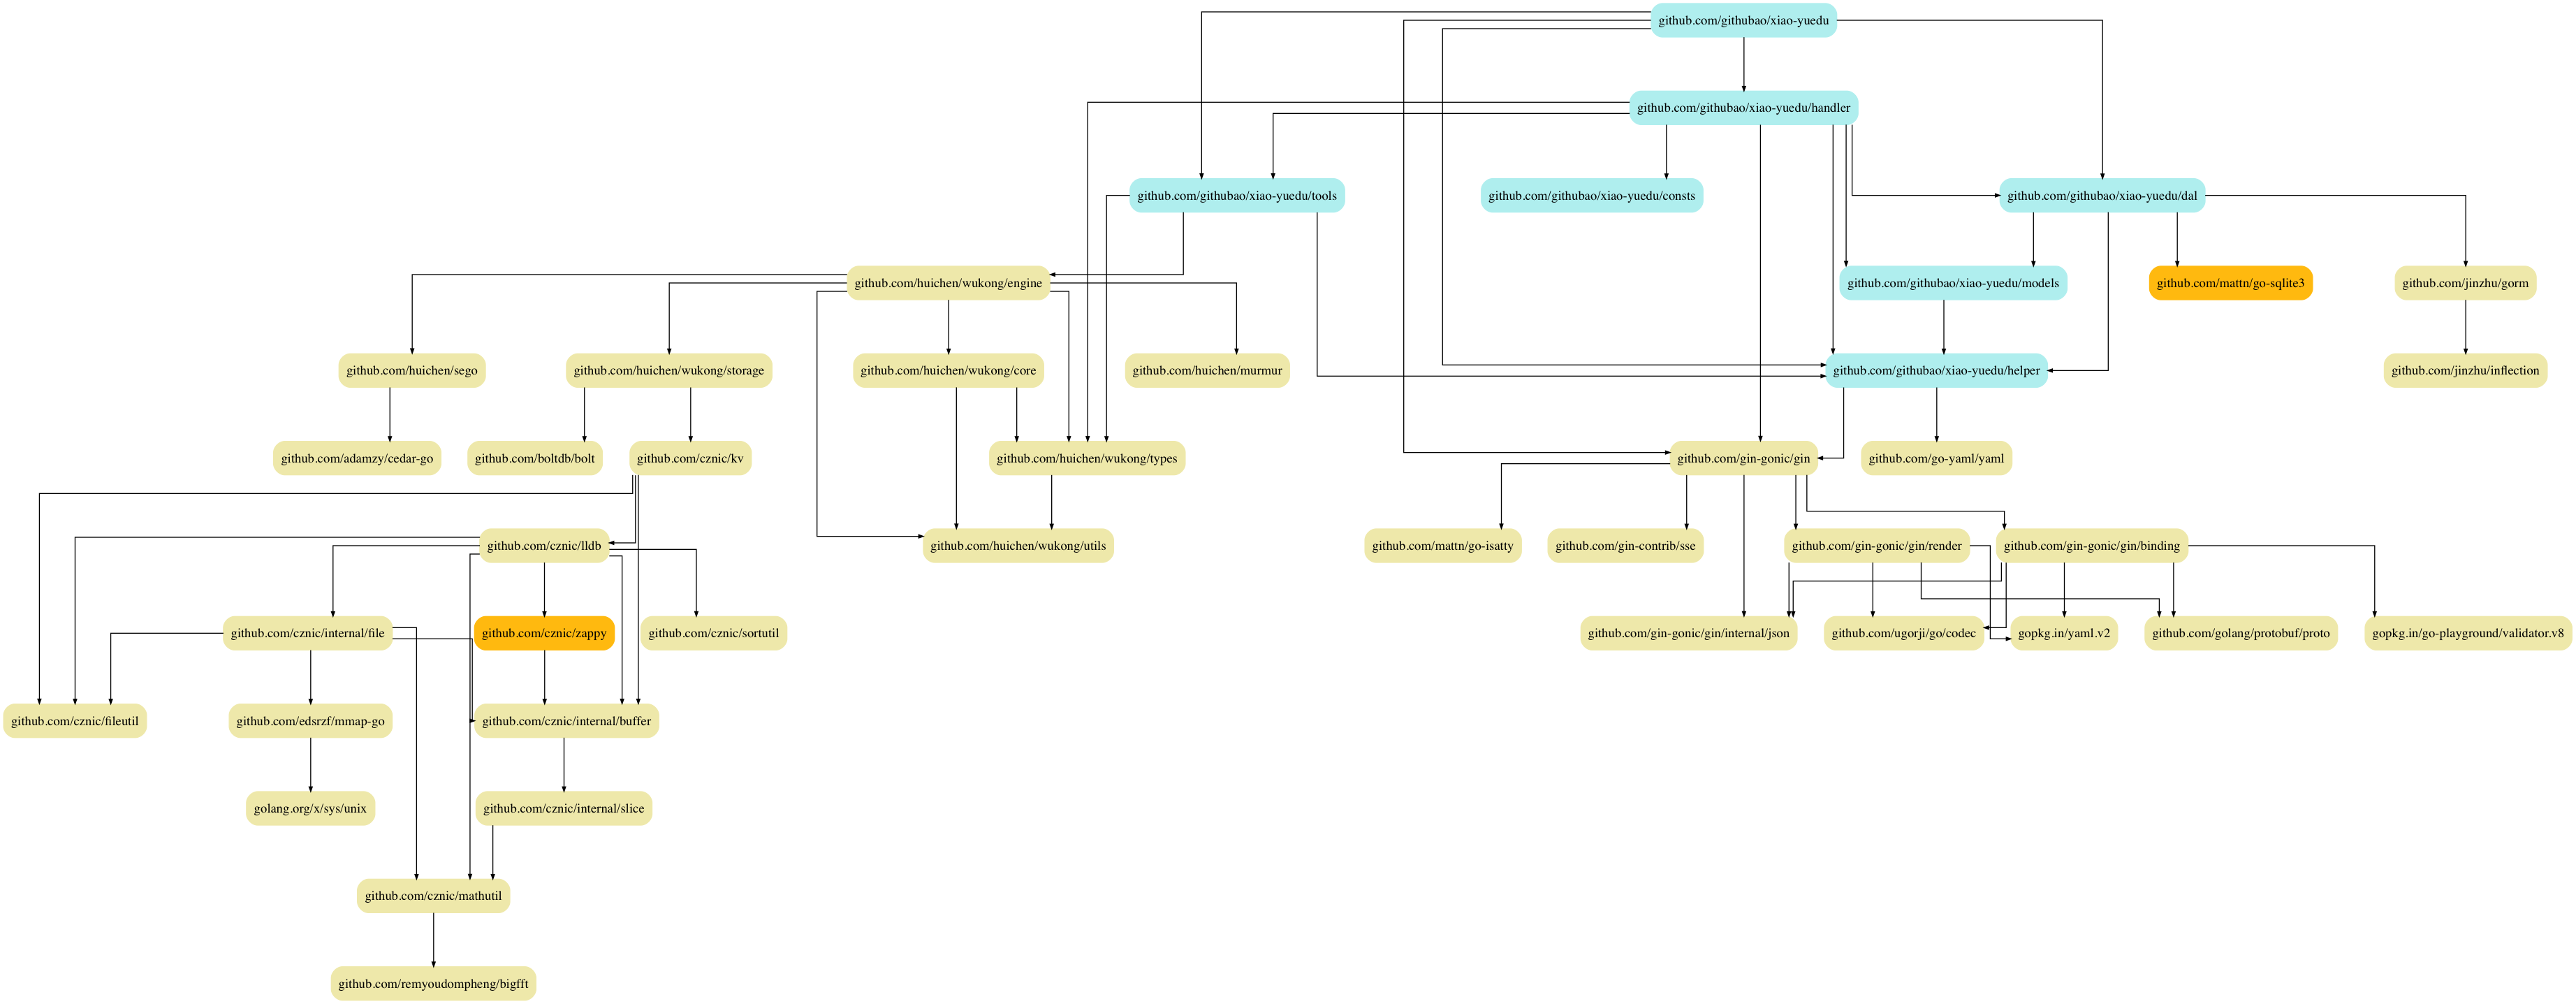 github.com/githubao/xiao-yuedu
github.com/githubao/xiao-yuedu/handler
github.com/githubao/xiao-yuedu/tools
github.com/githubao/xiao-yuedu/consts
github.com/githubao/xiao-yuedu/dal
github.com/huichen/wukong/engine
github.com/githubao/xiao-yuedu/models
github.com/mattn/go-sqlite3
github.com/jinzhu/gorm
github.com/huichen/sego
github.com/huichen/wukong/storage
github.com/huichen/wukong/core
github.com/huichen/murmur
github.com/githubao/xiao-yuedu/helper
github.com/jinzhu/inflection
github.com/adamzy/cedar-go
github.com/boltdb/bolt
github.com/cznic/kv
github.com/huichen/wukong/types
github.com/gin-gonic/gin
github.com/go-yaml/yaml
github.com/cznic/lldb
github.com/huichen/wukong/utils
github.com/mattn/go-isatty
github.com/gin-contrib/sse
github.com/gin-gonic/gin/render
github.com/gin-gonic/gin/binding
github.com/cznic/internal/file
github.com/cznic/zappy
github.com/cznic/sortutil
github.com/gin-gonic/gin/internal/json
github.com/ugorji/go/codec
gopkg.in/yaml.v2
github.com/golang/protobuf/proto
gopkg.in/go-playground/validator.v8
github.com/cznic/fileutil
github.com/edsrzf/mmap-go
github.com/cznic/internal/buffer
golang.org/x/sys/unix
github.com/cznic/internal/slice
github.com/cznic/mathutil
github.com/remyoudompheng/bigfft